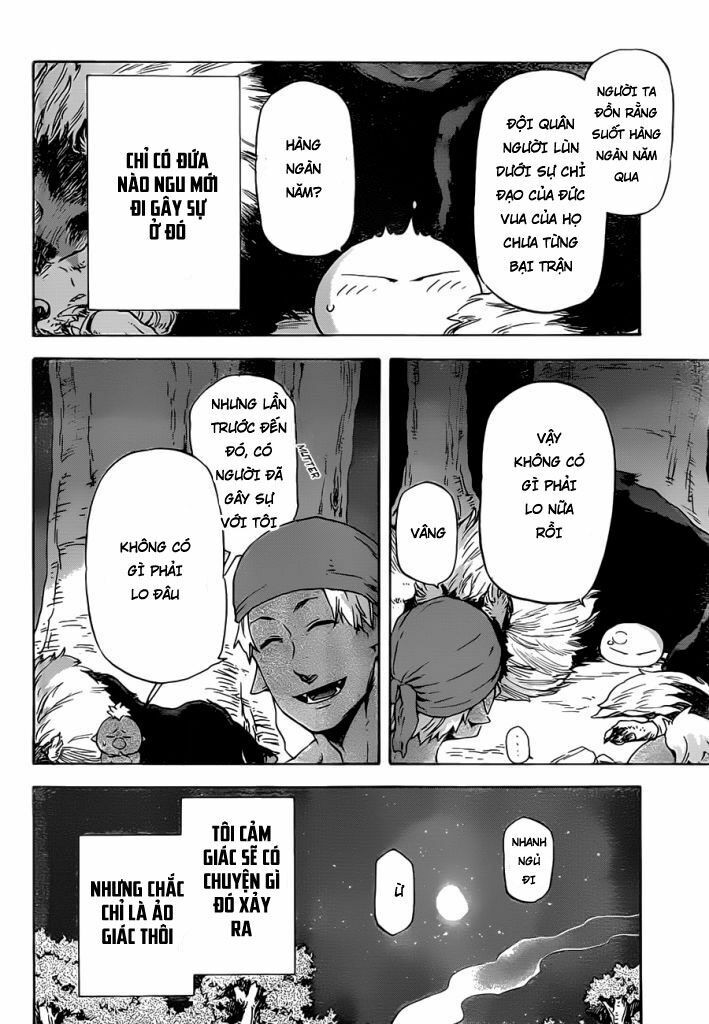 NGƯỜI TA
ĐỒN RẰNG
SUỐT HÀNG
NGÀN NĂM
QUA
ĐỘI QUÂN
NGƯỜI LÙN
DƯỚI SỰ CHỈ
ĐẠO CỦA ĐỨC
VUA CỦA HỌ
CHƯA TỪNG
BẠI TRẬN
HÀNG
NGÀN
NĂM?
CHỈ CÓ ĐỨA
NÀO NGU MỚI
ĐI GÂY SỰ
Ở ĐÓ
VẬY
KHÔNG CÓ
GÌ PHẢI
LO NỮA
RỒI
VÂNG
....
NHƯNG LẦN
TRƯỚC ĐẾN
ĐÓ, CÓ
NGƯỜI ĐÃ
GÂY SỰ
VỚI TÔI
MUTTER
KHÔNG CÓ
GÌ PHẢI
LO ĐÂU
NHANH
NGỦ
ĐI
Ừ
TÔI CẢM
GIÁC SẼ CÓ
CHUYỆN GÌ
ĐÓ XẢY
RA
NHƯNG CHẮC
CHỈ LÀ ẢO
GIÁC THÔI